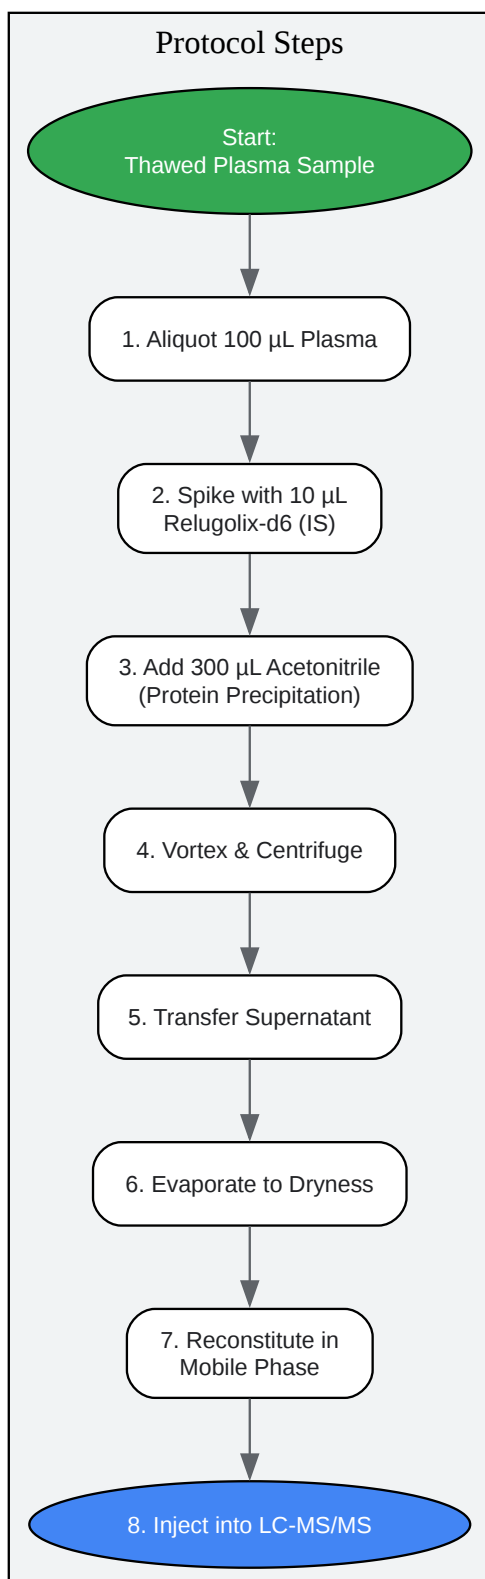 Protocol Steps
Start:
Thawed Plasma Sample
1. Aliquot 100 µL Plasma
2. Spike with 10 µL
Relugolix-d6 (IS)
3. Add 300 µL Acetonitrile
(Protein Precipitation)
4. Vortex & Centrifuge
5. Transfer Supernatant
6. Evaporate to Dryness
7. Reconstitute in
Mobile Phase
8. Inject into LC-MS/MS